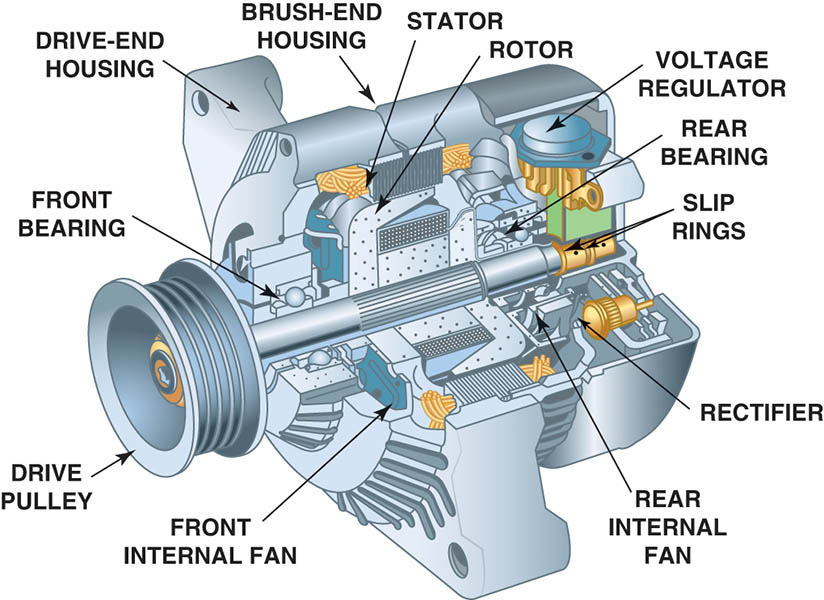 BRUSH-END
HOUSING
STATOR
DRIVE-END
HOUSING
ROTOR
VOLTAGE
REGULATOR
REAR
BEARING
FRONT
BEARING
SLIP
RINGS
RECTIFIER
DRIVE
PULLEY
FRONT
INTERNAL FAN
REAR
INTERNAL
FAN